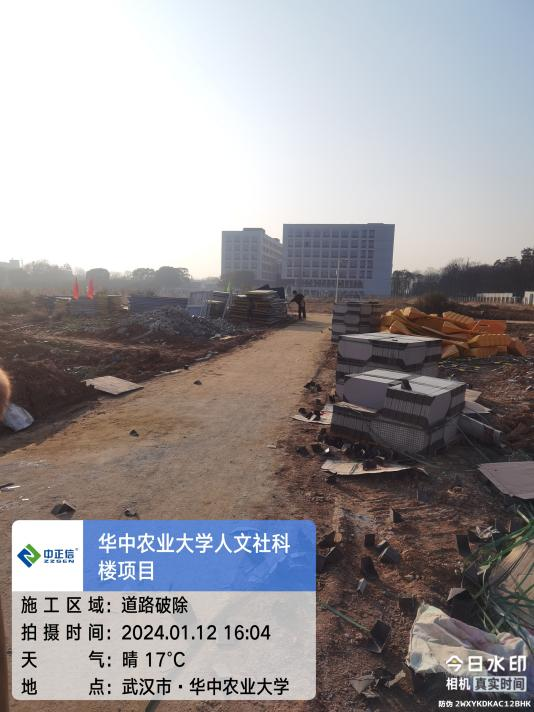 中正信®
ZZSEN
华中农业大学人文社科
楼项目
施工区域：道路破除
拍摄时间：2024.01.12 16:04
天气：晴 17°C
地点：武汉市·华中农业大学
今日水印
相机 真实时间
防伪 2WXYKDKAC12BHK